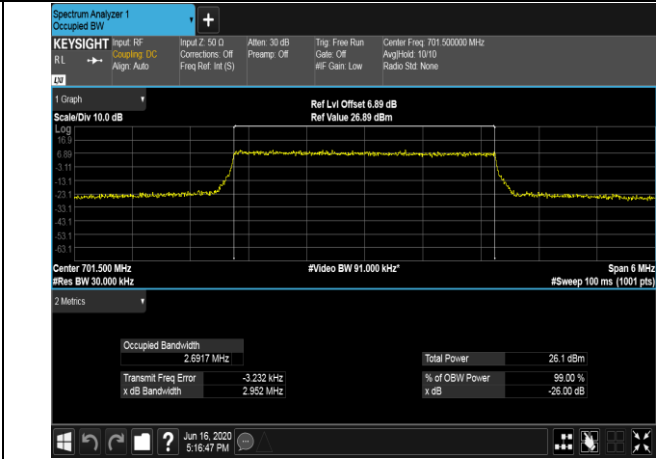 Spectrum Analyzer 1
Occupied BW
+
KEYSIGHT Input: RF Input Z: 50 Ω Atten: 30 dB Trig: Free Run Center Freq: 701.500000 MHz
RL Coupling: DC Corrections: Off Preamp: Off Gate: Off Avg|Hold: 10/10
Align: Auto Freq Ref: Int (S) #IF Gain: Low Radio Std: None
LXI
1 Graph
Ref Lvl Offset 6.89 dB
Scale/Div 10.0 dB Ref Value 26.89 dBm
Log
16.9
6.89
-3.11
-13.1
-23.1
-33.1
-43.1
-53.1
-63.1
Center 701.500 MHz #Video BW 91.000 kHz* Span 6 MHz
#Res BW 30.000 kHz #Sweep 100 ms (1001 pts)
2 Metrics
Occupied Bandwidth
2.6917 MHz Total Power 26.1 dBm
Transmit Freq Error -3.232 kHz % of OBW Power 99.00 %
x dB Bandwidth 2.952 MHz x dB -26.00 dB
? Jun 16, 2020
5:16:47 PM